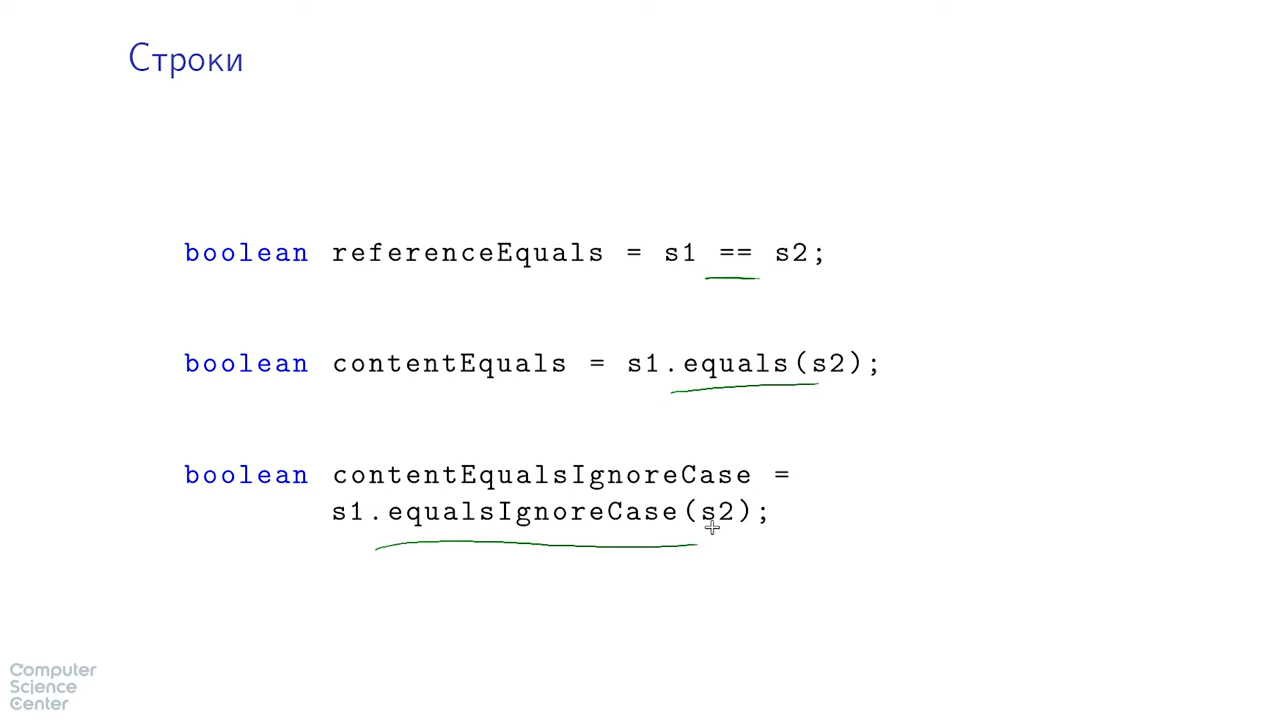 Строки
boolean referenceEquals = s1 == s2;
boolean contentEquals = s1.equals(s2);
boolean contentEqualsIgnoreCase =
s1.equalsIgnoreCase(s2);
Computer
Science
Center